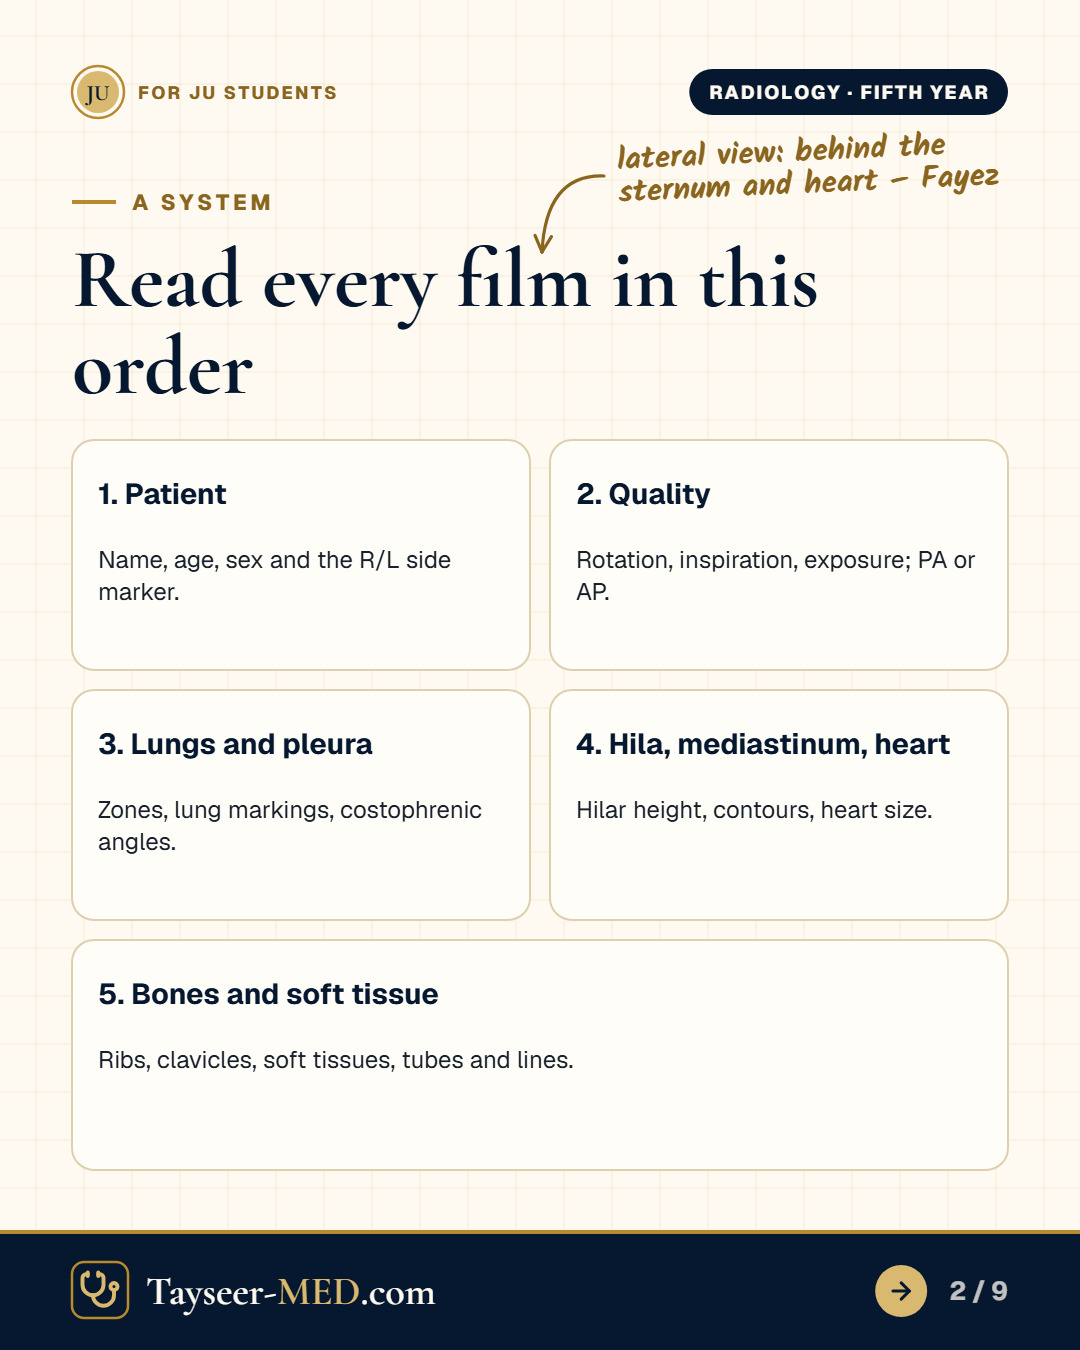 JU
FOR JU STUDENTS
RADIOLOGY · FIFTH YEAR
lateral view: behind the
sternum and heart – Fayez
A SYSTEM
Read every film in this
order
1. Patient
Name, age, sex and the R/L side
marker.
2. Quality
Rotation, inspiration, exposure; PA or
AP.
3. Lungs and pleura
Zones, lung markings, costophrenic
angles.
4. Hila, mediastinum, heart
Hilar height, contours, heart size.
5. Bones and soft tissue
Ribs, clavicles, soft tissues, tubes and lines.
Tayseer-MED.com
2 / 9